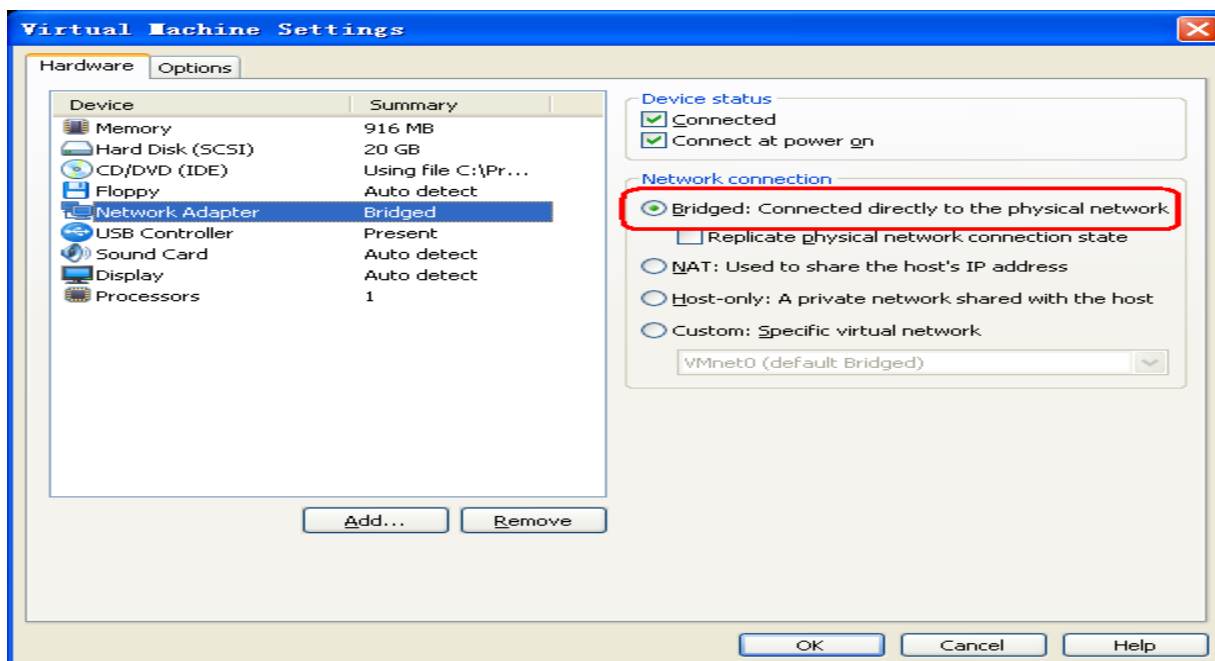 Virtual Machine Settings
Hardware Options
Device Summary
Memory 916 MB
Hard Disk (SCSI) 20 GB
CD/DVD (IDE) Using file C:\Pr...
Floppy Auto detect
Network Adapter Bridged
USB Controller Present
Sound Card Auto detect
Display Auto detect
Processors 1
Add... Remove
Device status
Connected
Connect at power on
Network connection
Bridged: Connected directly to the physical network
Replicate physical network connection state
NAT: Used to share the host's IP address
Host-only: A private network shared with the host
Custom: Specific virtual network
VMnet0 (default Bridged)
OK Cancel Help